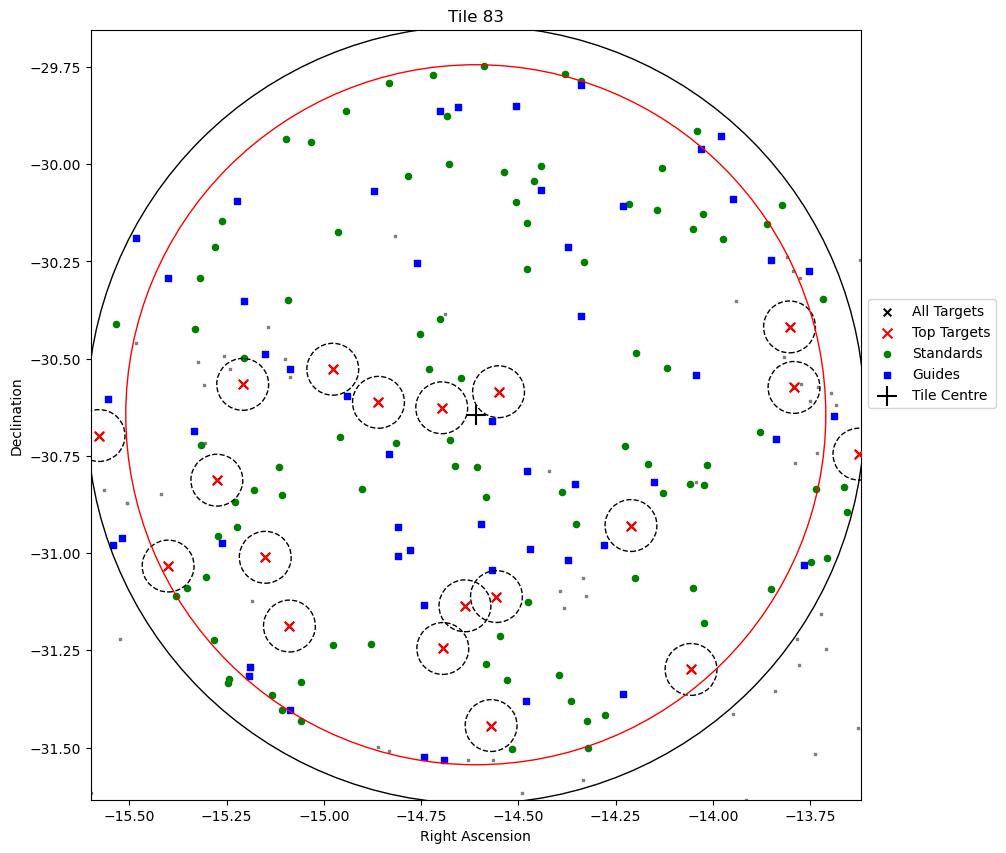 Tile 83
Declination
−29.75
−30.00
−30.25
−30.50
−30.75
−31.00
−31.25
−31.50
All Targets
Top Targets
Standards
Guides
Tile Centre
−15.50 −15.25 −15.00 −14.75 −14.50 −14.25 −14.00 −13.75
Right Ascension